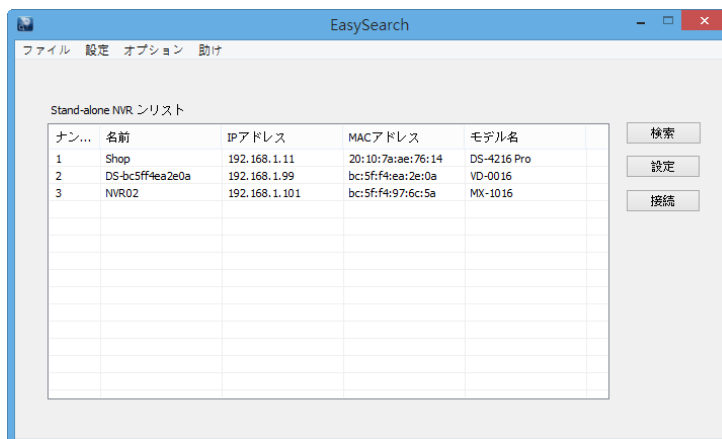 EasySearch
ファイル 設定 オプション 助け
Stand-alone NVR ンリスト
ナン... 名前 IPアドレス MACアドレス モデル名
1 Shop 192.168.1.11 20:10:7a:ae:76:14 DS-4216 Pro
2 DS-bc5ff4ea2e0a 192.168.1.99 bc:5f:f4:ea:2e:0a VD-0016
3 NVR02 192.168.1.101 bc:5f:f4:97:6c:5a MX-1016
検索
設定
接続